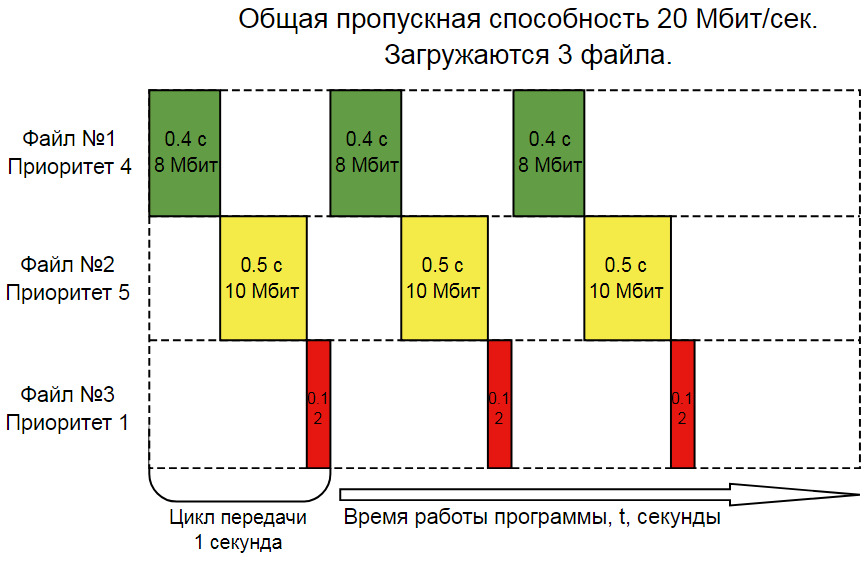 Общая пропускная способность 20 Мбит/сек.
Загружаются 3 файла.
Файл №1
Приоритет 4
0.4 с
8 Мбит
0.4 с
8 Мбит
0.4 с
8 Мбит
Файл №2
Приоритет 5
0.5 с
10 Мбит
0.5 с
10 Мбит
0.5 с
10 Мбит
Файл №3
Приоритет 1
0.1
2
0.1
2
0.1
2
Цикл передачи
1 секунда
Время работы программы, t, секунды